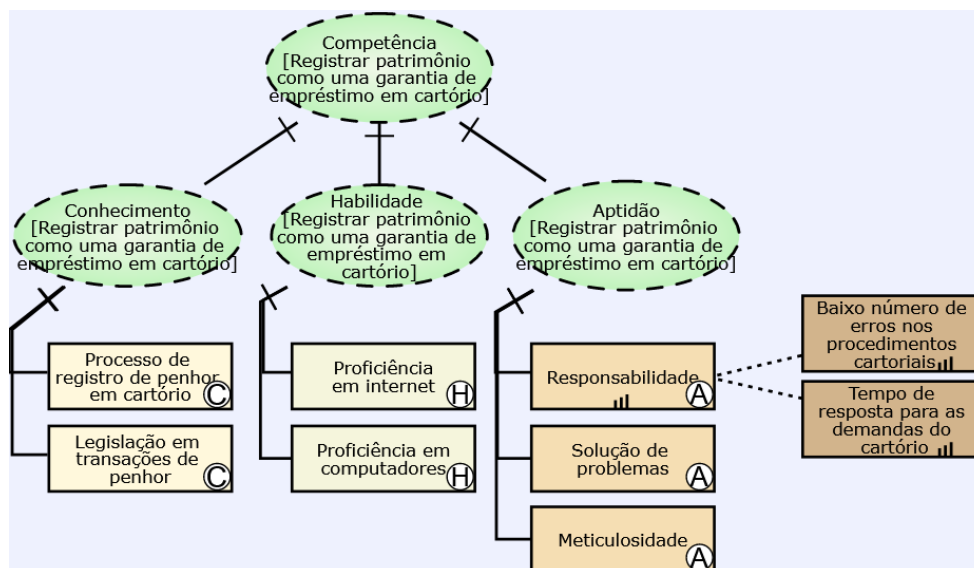 Competência
[Registrar patrimônio
como uma garantia de
empréstimo em cartório]
Conhecimento
[Registrar patrimônio
como uma garantia de
empréstimo em cartório]
Habilidade
[Registrar patrimônio
como uma garantia de
empréstimo em
cartório]
Aptidão
[Registrar patrimônio
como uma garantia de
empréstimo em cartório]
Processo de
registro de penhor
em cartório
C
Legislação em
transações de
penhor
C
Proficiência
em internet
H
Proficiência em
computadores
H
Responsabilidade
A
Solução de
problemas
A
Meticulosidade
A
Baixo número de
erros nos
procedimentos
cartoriais
Tempo de
resposta para as
demandas do
cartório